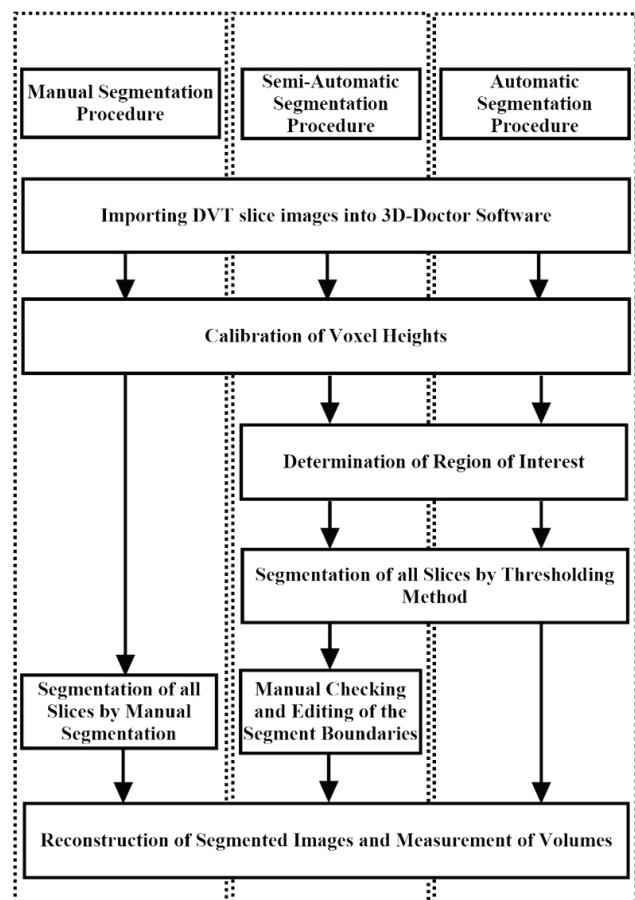 Manual Segmentation
Procedure
Semi-Automatic
Segmentation
Procedure
Automatic
Segmentation
Procedure
Importing DVT slice images into 3D-Doctor Software
Calibration of Voxel Heights
Determination of Region of Interest
Segmentation of all Slices by Thresholding
Method
Segmentation of all
Slices by Manual
Segmentation
Manual Checking
and Editing of the
Segment Boundaries
Reconstruction of Segmented Images and Measurement of Volumes